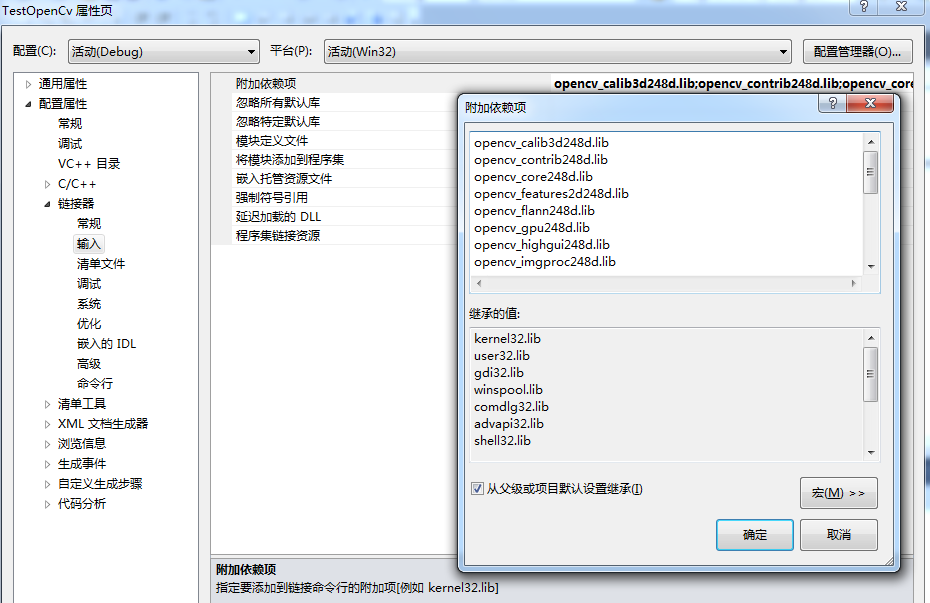 TestOpenCv 属性页
配置(C): 活动(Debug) 平台(P): 活动(Win32) 配置管理器(O)...
通用属性
配置属性
常规
调试
VC++ 目录
C/C++
链接器
常规
输入
清单文件
调试
系统
优化
嵌入的 IDL
高级
命令行
清单工具
XML 文档生成器
浏览信息
生成事件
自定义生成步骤
代码分析
附加依赖项 opencv_calib3d248d.lib;opencv_contrib248d.lib;opencv_core
忽略所有默认库
忽略特定默认库
模块定义文件
将模块添加到程序集
嵌入托管资源文件
强制符号引用
延迟加载的 DLL
程序集链接资源
附加依赖项
opencv_calib3d248d.lib
opencv_contrib248d.lib
opencv_core248d.lib
opencv_features2d248d.lib
opencv_flann248d.lib
opencv_gpu248d.lib
opencv_highgui248d.lib
opencv_imgproc248d.lib
继承的值:
kernel32.lib
user32.lib
gdi32.lib
winspool.lib
comdlg32.lib
advapi32.lib
shell32.lib
从父级或项目默认设置继承(I)
宏(M) >>
确定 取消
附加依赖项
指定要添加到链接命令行的附加项[例如 kernel32.lib]